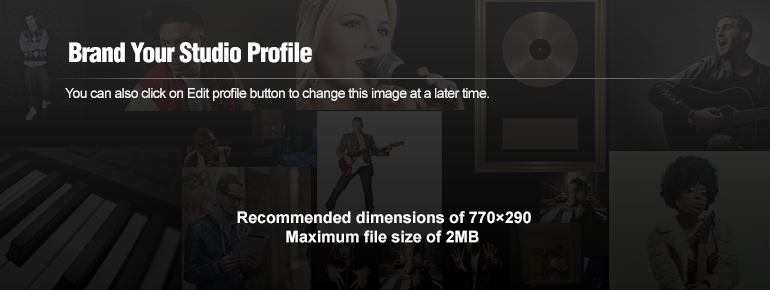 Brand Your Studio Profile
You can also click on Edit profile button to change this image at a later time.
Recommended dimensions of 770×290
Maximum file size of 2MB